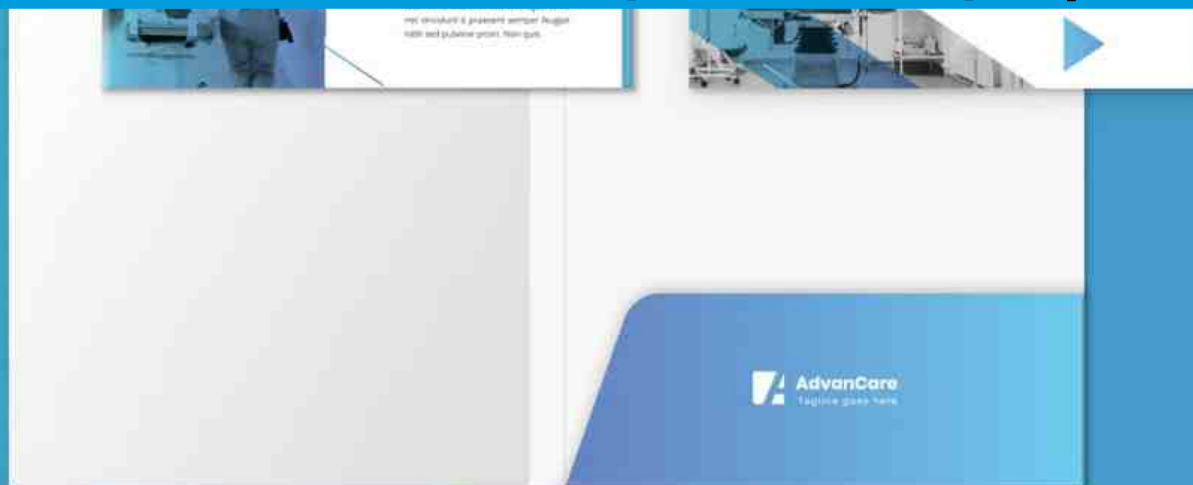 nec tincidunt a praesent semper feugiat
nibh sed pulvinar proin. Non quis.
AdvanCare
Tagline goes here